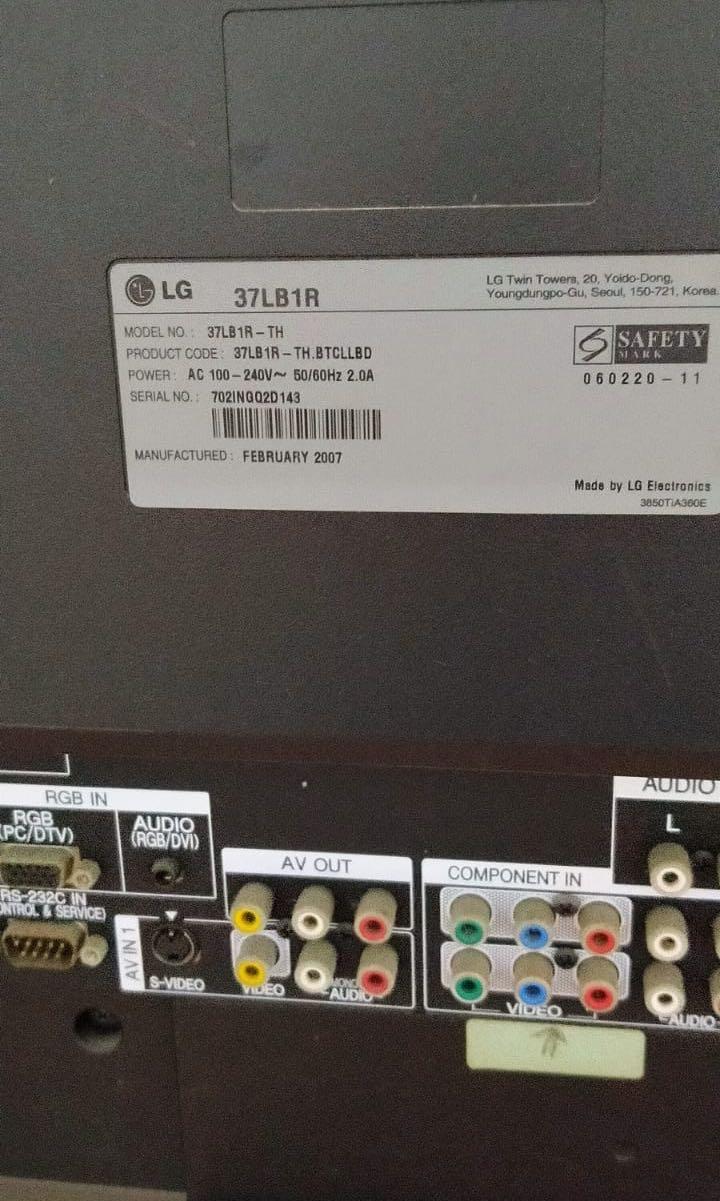 LG 37LB1R
LG Twin Towers, 20, Yoido-Dong,
Youngdungpo-Gu, Seoul, 150-721, Korea.
MODEL NO. : 37LB1R-TH
PRODUCT CODE : 37LB1R-TH.BTCLLBD
POWER : AC 100-240V~ 50/60Hz 2.0A
SERIAL NO. : 702INGQ2D143
MANUFACTURED : FEBRUARY 2007
SAFETY
MARK
060220-11
Made by LG Electronics
3850TiA360E
RGB IN
RGB
(PC/DTV)
AUDIO
(RGB/DVI)
RS-232C IN
ONTROL & SERVICE)
AV IN 1
S-VIDEO
AV OUT
VIDEO
MONO
AUDIO
COMPONENT IN
VIDEO
AUDIO
L
AUDIO